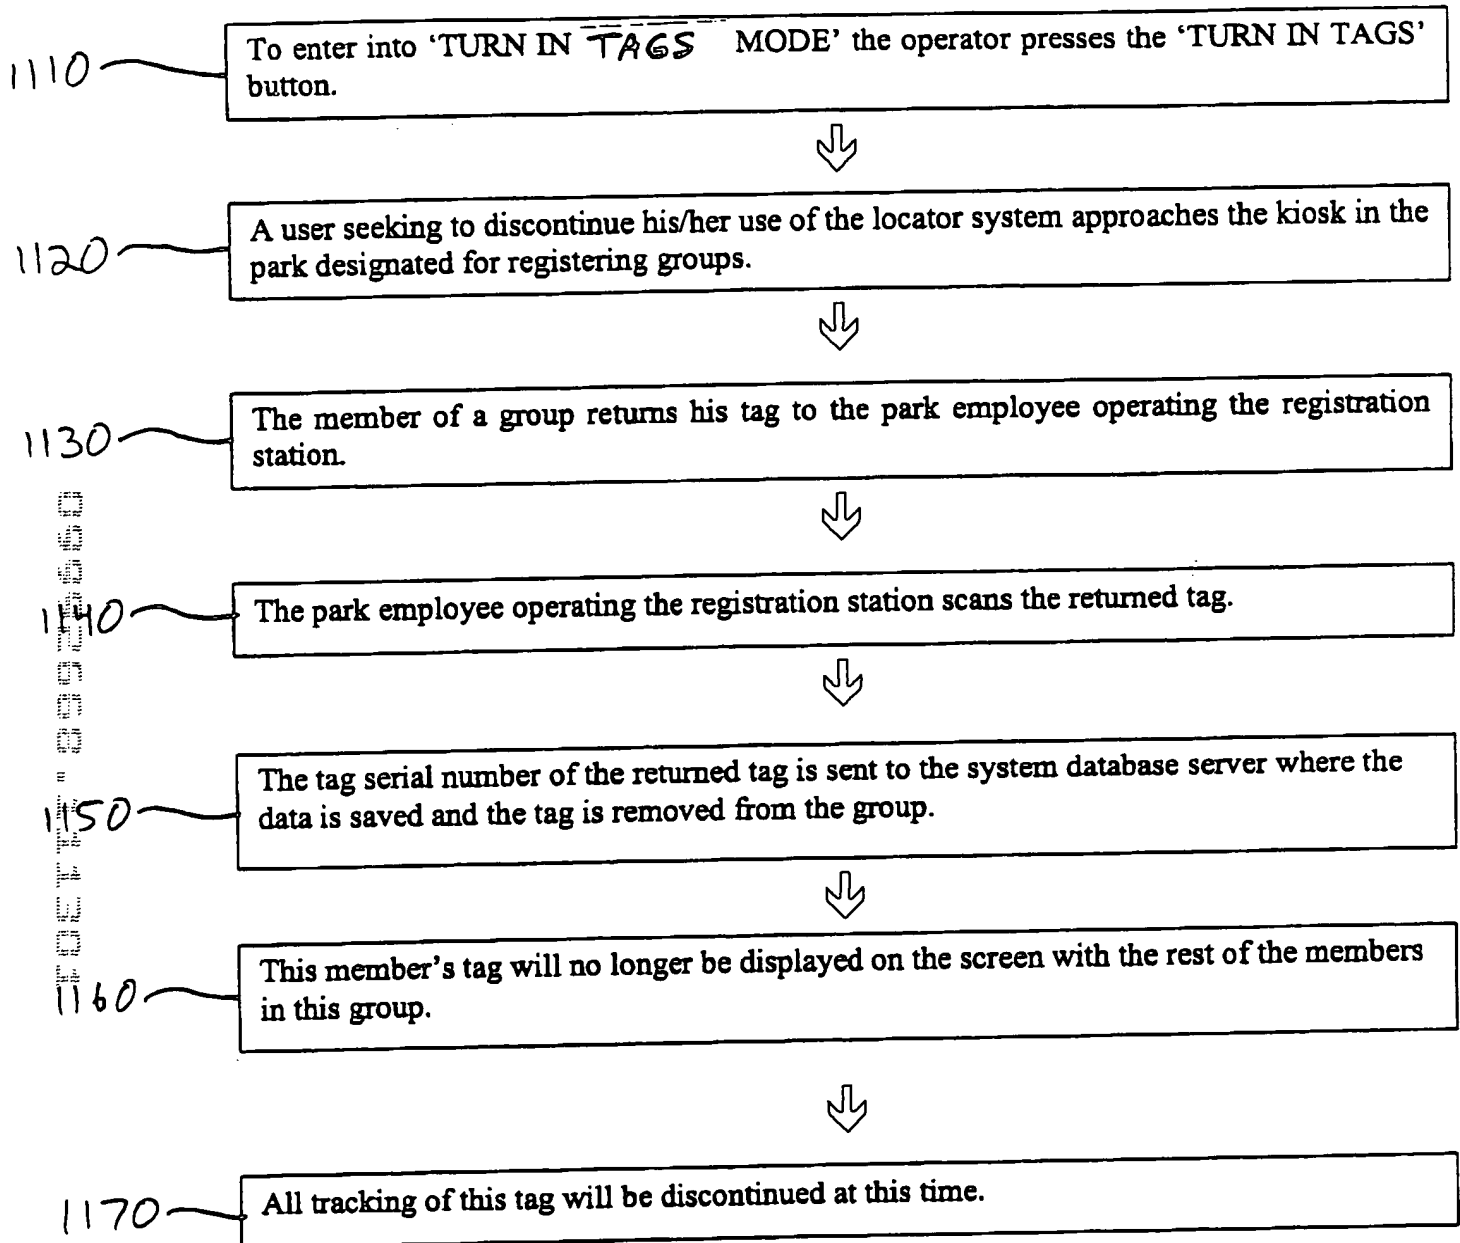 1110
To enter into ‘TURN IN TAGS MODE’ the operator presses the ‘TURN IN TAGS’
button.
1120
A user seeking to discontinue his/her use of the locator system approaches the kiosk in the
park designated for registering groups.
1130
The member of a group returns his tag to the park employee operating the registration
station.
1140
The park employee operating the registration station scans the returned tag.
1150
The tag serial number of the returned tag is sent to the system database server where the
data is saved and the tag is removed from the group.
1160
This member’s tag will no longer be displayed on the screen with the rest of the members
in this group.
1170
All tracking of this tag will be discontinued at this time.